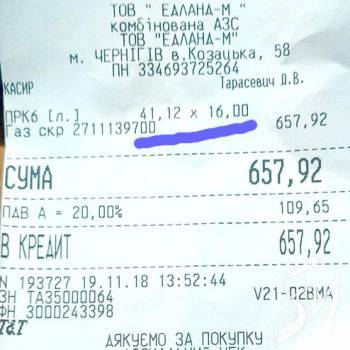 ТОВ "ЕДЛАНД-М "
комбінована АЗС
ТОВ "ЕДЛАНД-М"
м. ЧЕРНІГІВ в.Козацька, 58
ПН 334693725264
КАСИР Тарасевич Д.В.
ПРК6 [л.] 41,12 x 16,00
Газ скр 2711139700 657,92
СУМА 657,92
ПДВ А = 20,00% 109,65
В КРЕДИТ 657,92
N 193727 19.11.18 13:52:44
ЗН ТА35000064 V21-02ВМА
ФН 3000243398
ДЯКУЄМО ЗА ПОКУПКУ